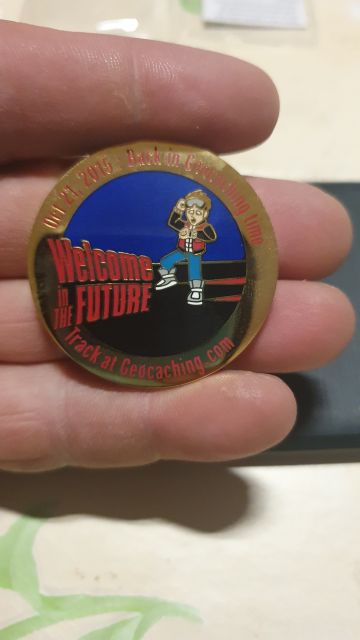 Oct 21, 2015 Back in Geocaching time
Welcome
in THE FUTURE
Track at Geocaching.com